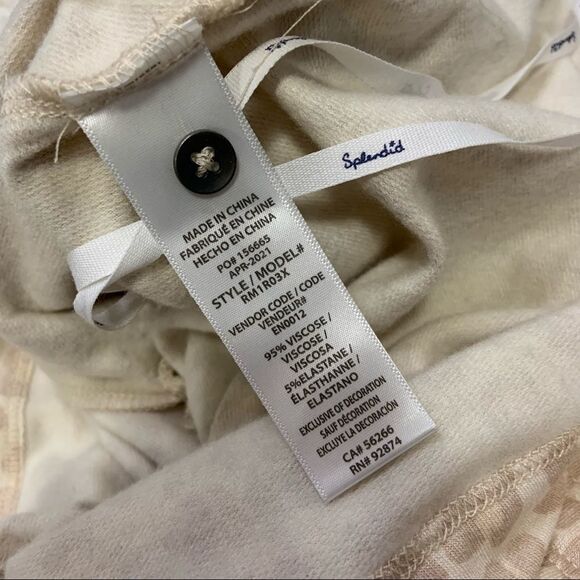 Splendid
MADE IN CHINA
FABRIQUÉ EN CHINE
HECHO EN CHINA
PO# 156665
APR-2021
STYLE / MODEL#
RM1R03X
VENDOR CODE / CODE
VENDEUR#
EN0012
95% VISCOSE /
VISCOSE /
VISCOSA
5%ELASTANE /
ÉLASTHANNE /
ELASTANO
EXCLUSIVE OF DECORATION
SAUF DÉCORATION
EXCLUYE LA DECORACIÓN
CA# 56266
RN# 92874